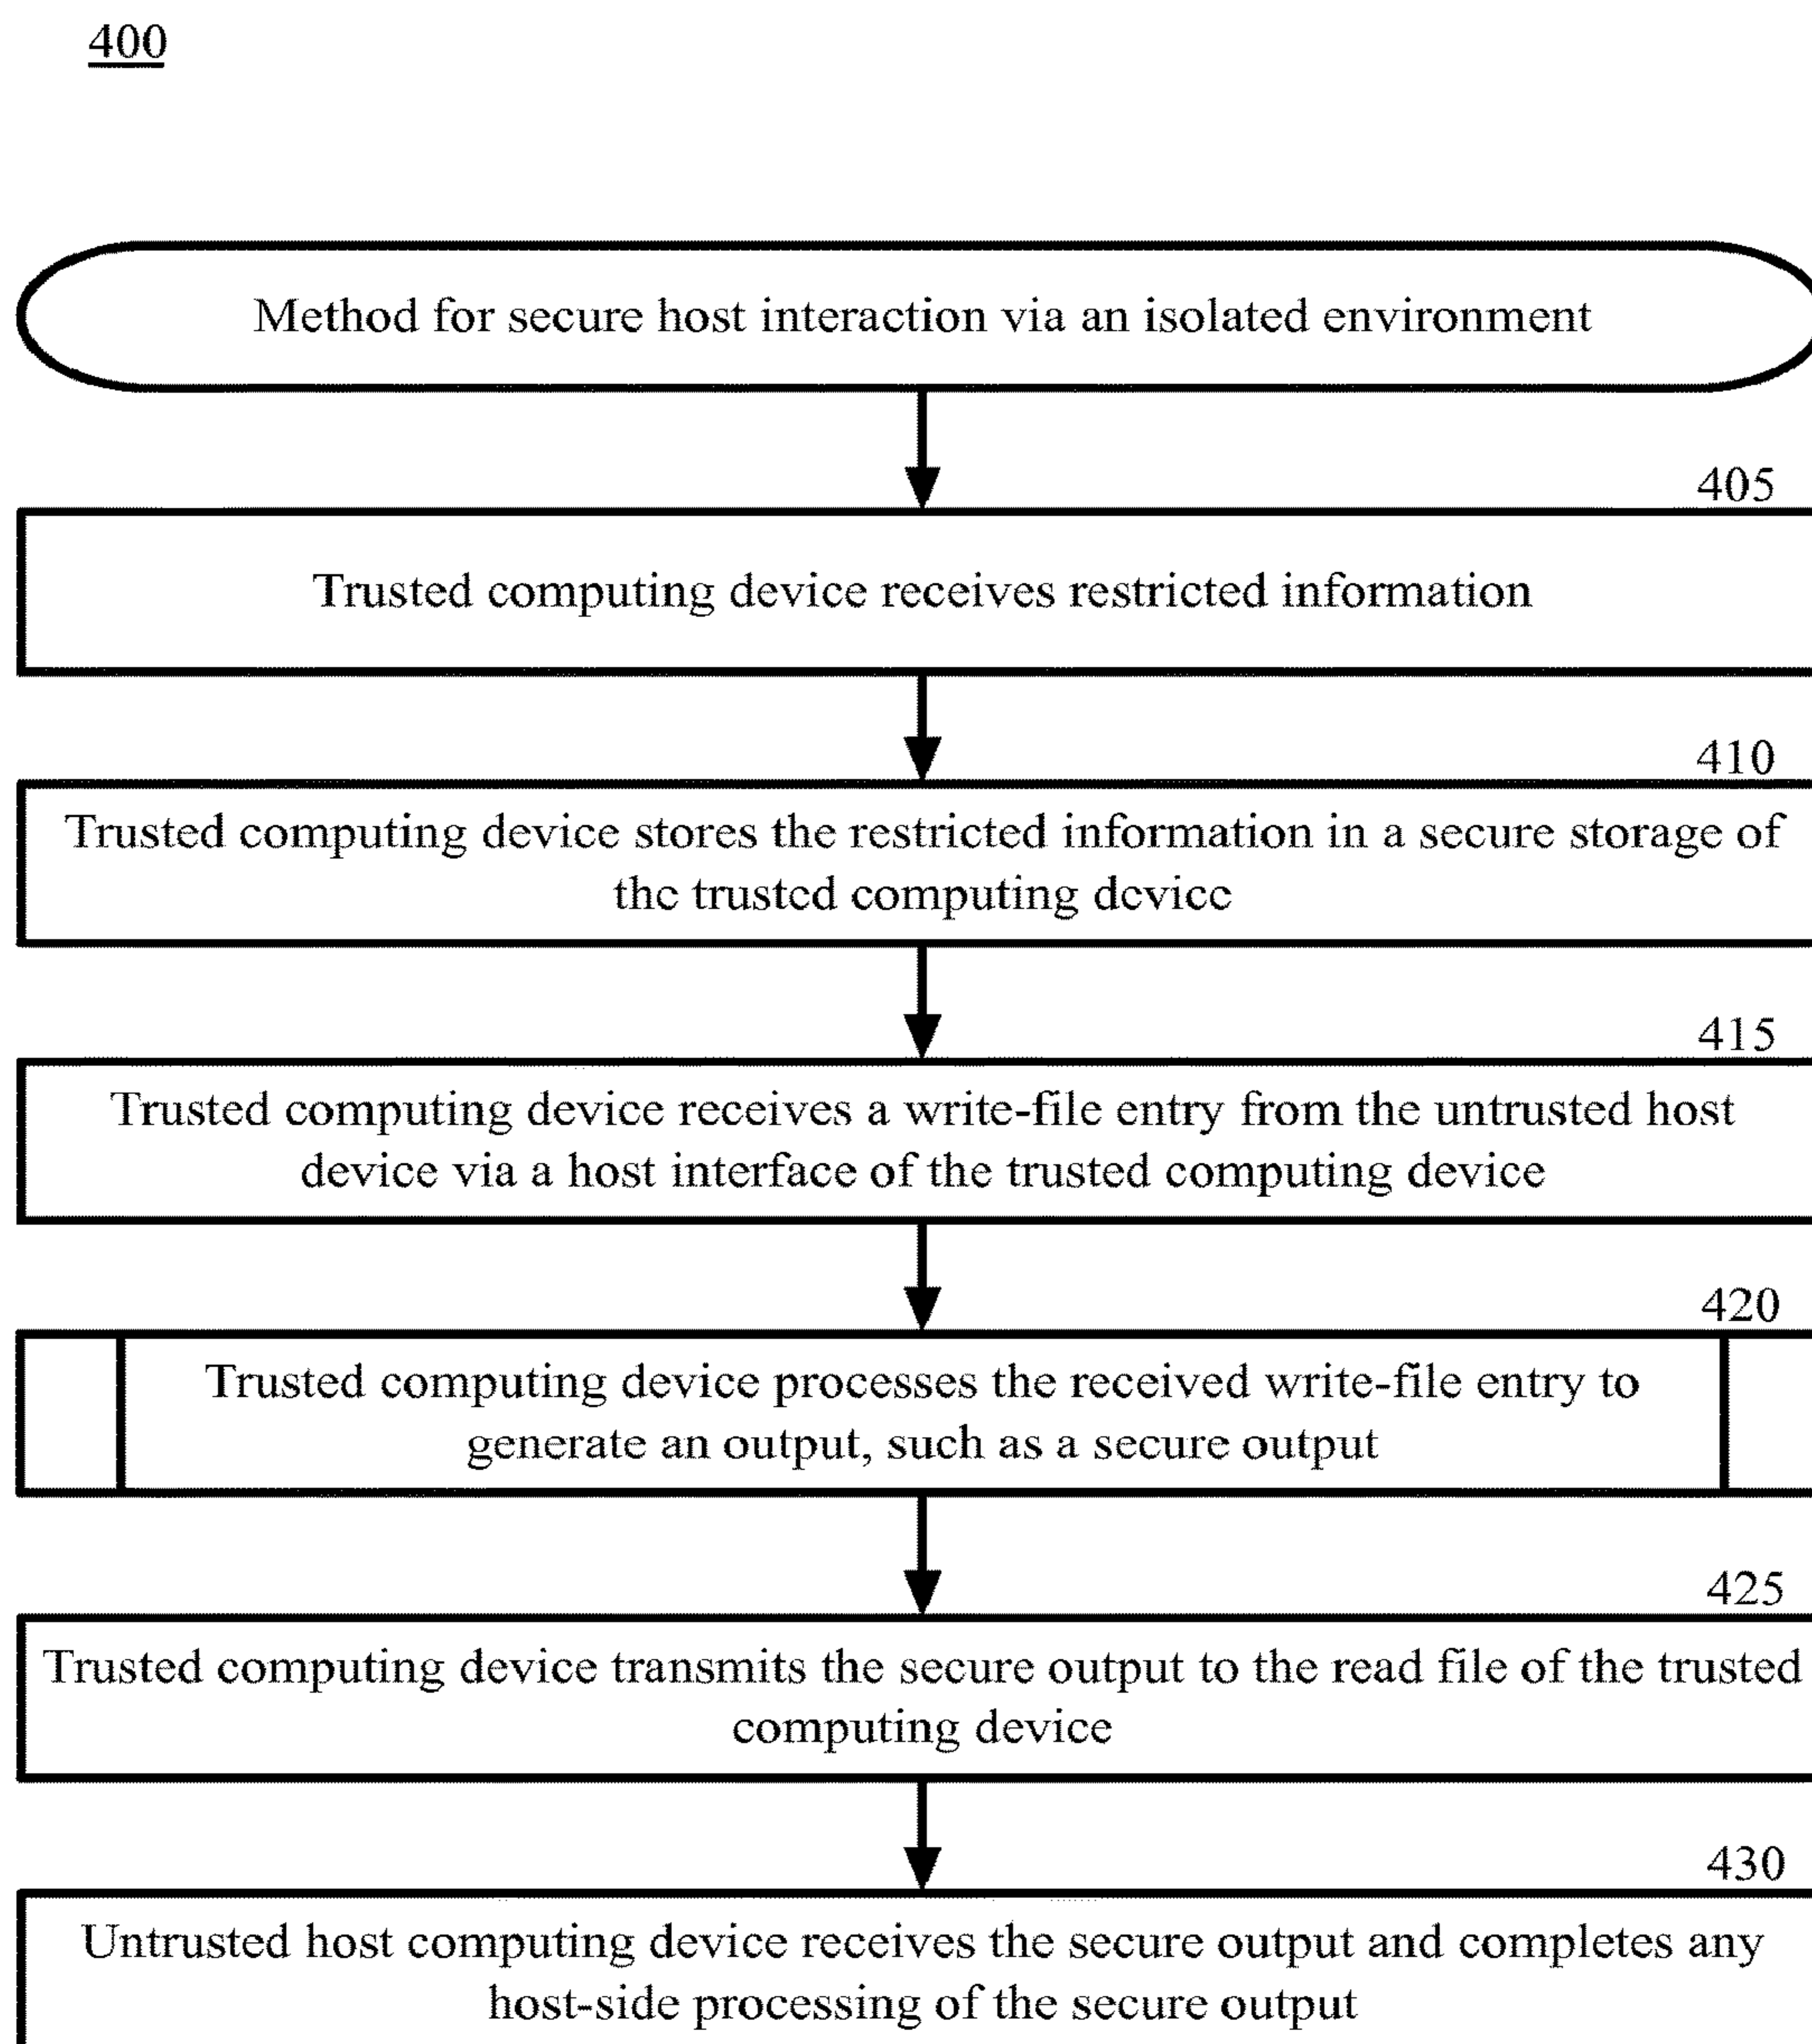 400
Method for secure host interaction via an isolated environment
405
Trusted computing device receives restricted information
410
Trusted computing device stores the restricted information in a secure storage of
the trusted computing device
415
Trusted computing device receives a write-file entry from the untrusted host
device via a host interface of the trusted computing device
420
Trusted computing device processes the received write-file entry to
generate an output, such as a secure output
425
Trusted computing device transmits the secure output to the read file of the trusted
computing device
430
Untrusted host computing device receives the secure output and completes any
host-side processing of the secure output